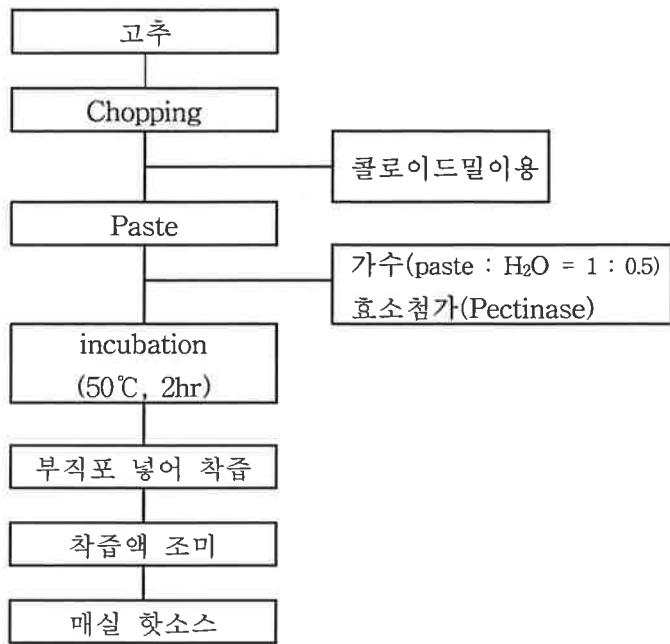 고추
Chopping
콜로이드밀이용
Paste
가수(paste : H₂O = 1 : 0.5)
효소첨가(Pectinase)
incubation
(50℃, 2hr)
부직포 넣어 착즙
착즙액 조미
매실 핫소스